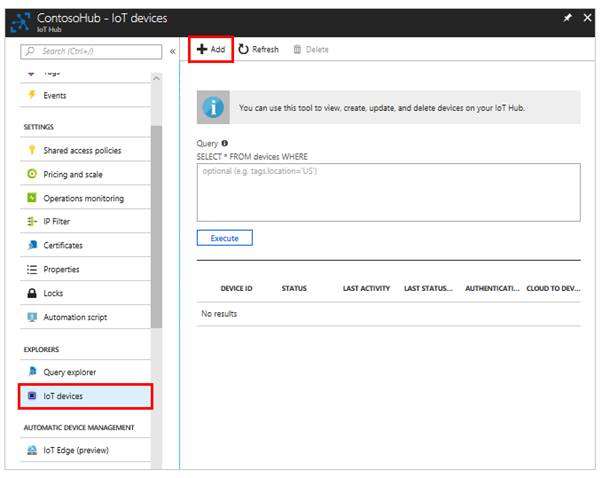 ContosoHub - IoT devices
IoT Hub
Search (Ctrl+/)
«
Tags
Events
SETTINGS
Shared access policies
Pricing and scale
Operations monitoring
IP Filter
Certificates
Properties
Locks
Automation script
EXPLORERS
Query explorer
IoT devices
AUTOMATIC DEVICE MANAGEMENT
IoT Edge (preview)
Add Refresh Delete
You can use this tool to view, create, update, and delete devices on your IoT Hub.
Query
SELECT * FROM devices WHERE
optional (e.g. tags.location='US')
Execute
DEVICE ID STATUS LAST ACTIVITY LAST STATUS... AUTHENTICATI... CLOUD TO DEV...
No results